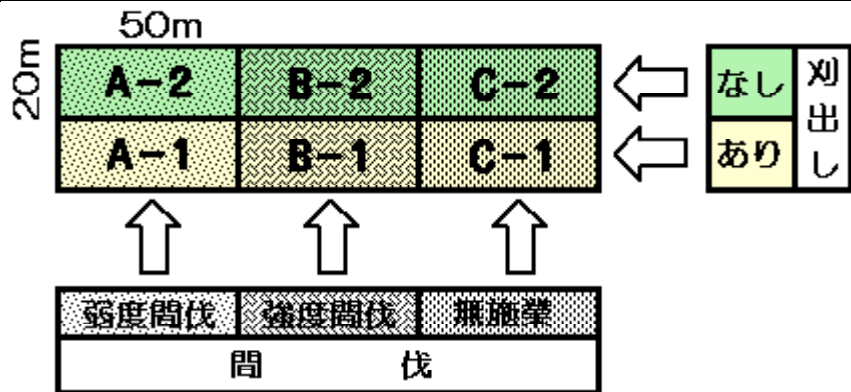 50m
20m
A-2 B-2 C-2
なし
A-1 B-1 C-1
あり
刈出し
弱度間伐 強度間伐 無施業
間伐